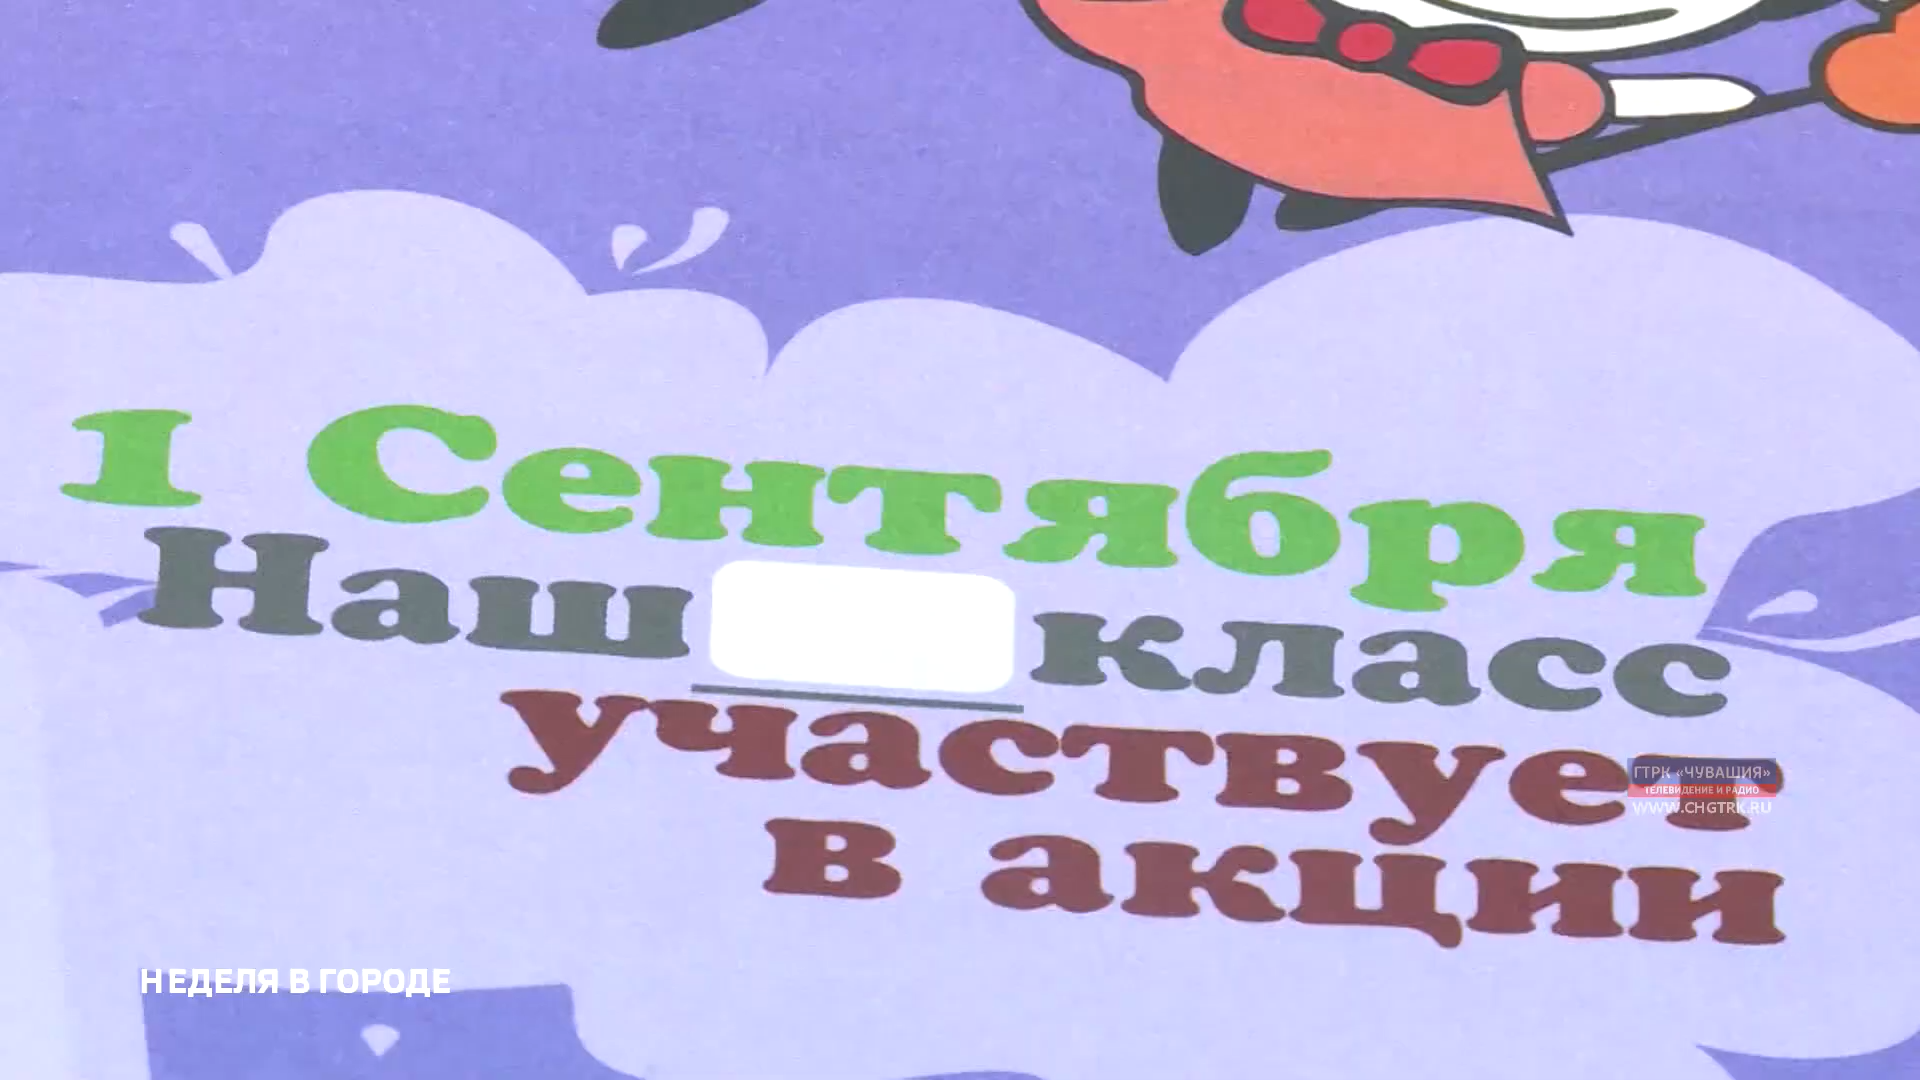 1 Сентября
Наш класс
участвует
в акции
ГТРК «ЧУВАШИЯ»
ТЕЛЕВИДЕНИЕ И РАДИО
WWW.CHGTRK.RU
НЕДЕЛЯ В ГОРОДЕ